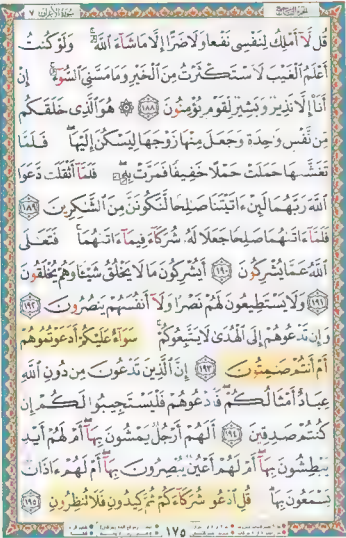 سورة الأعراف ٧
قُل لَّآ أَمْلِكُ لِنَفْسِى نَفْعًا وَلَا ضَرًّا إِلَّا مَا شَآءَ ٱللَّهُ ۚ وَلَوْ كُنتُ
أَعْلَمُ ٱلْغَيْبَ لَٱسْتَكْثَرْتُ مِنَ ٱلْخَيْرِ وَمَا مَسَّنِىَ ٱلسُّوٓءُ ۚ إِنْ
أَنَا۠ إِلَّا نَذِيرٌ وَبَشِيرٌ لِّقَوْمٍ يُؤْمِنُونَ ﴿١٨٨﴾ ۞ هُوَ ٱلَّذِى خَلَقَكُم
مِّن نَّفْسٍ وَٰحِدَةٍ وَجَعَلَ مِنْهَا زَوْجَهَا لِيَسْكُنَ إِلَيْهَا ۖ فَلَمَّا
تَغَشَّىٰهَا حَمَلَتْ حَمْلًا خَفِيفًا فَمَرَّتْ بِهِۦ ۖ فَلَمَّآ أَثْقَلَت دَّعَوَا
ٱللَّهَ رَبَّهُمَا لَئِنْ ءَاتَيْتَنَا صَٰلِحًا لَّنَكُونَنَّ مِنَ ٱلشَّٰكِرِينَ ﴿١٨٩﴾
فَلَمَّآ ءَاتَىٰهُمَا صَٰلِحًا جَعَلَا لَهُۥ شُرَكَآءَ فِيمَآ ءَاتَىٰهُمَا ۚ فَتَعَٰلَى
ٱللَّهُ عَمَّا يُشْرِكُونَ ﴿١٩٠﴾ أَيُشْرِكُونَ مَا لَا يَخْلُقُ شَيْـًٔا وَهُمْ يُخْلَقُونَ
﴿١٩١﴾ وَلَا يَسْتَطِيعُونَ لَهُمْ نَصْرًا وَلَآ أَنفُسَهُمْ يَنصُرُونَ ﴿١٩٢﴾
وَإِن تَدْعُوهُمْ إِلَى ٱلْهُدَىٰ لَا يَتَّبِعُوكُمْ ۚ سَوَآءٌ عَلَيْكُمْ أَدَعَوْتُمُوهُمْ
أَمْ أَنتُمْ صَٰمِتُونَ ﴿١٩٣﴾ إِنَّ ٱلَّذِينَ تَدْعُونَ مِن دُونِ ٱللَّهِ
عِبَادٌ أَمْثَالُكُمْ ۖ فَٱدْعُوهُمْ فَلْيَسْتَجِيبُوا۟ لَكُمْ إِن
كُنتُمْ صَٰدِقِينَ ﴿١٩٤﴾ أَلَهُمْ أَرْجُلٌ يَمْشُونَ بِهَآ ۖ أَمْ لَهُمْ أَيْدٍ
يَبْطِشُونَ بِهَآ ۖ أَمْ لَهُمْ أَعْيُنٌ يُبْصِرُونَ بِهَآ ۖ أَمْ لَهُمْ ءَاذَانٌ
يَسْمَعُونَ بِهَا ۗ قُلِ ٱدْعُوا۟ شُرَكَآءَكُمْ ثُمَّ كِيدُونِ فَلَا تُنظِرُونِ ﴿١٩٥﴾
١٧٥